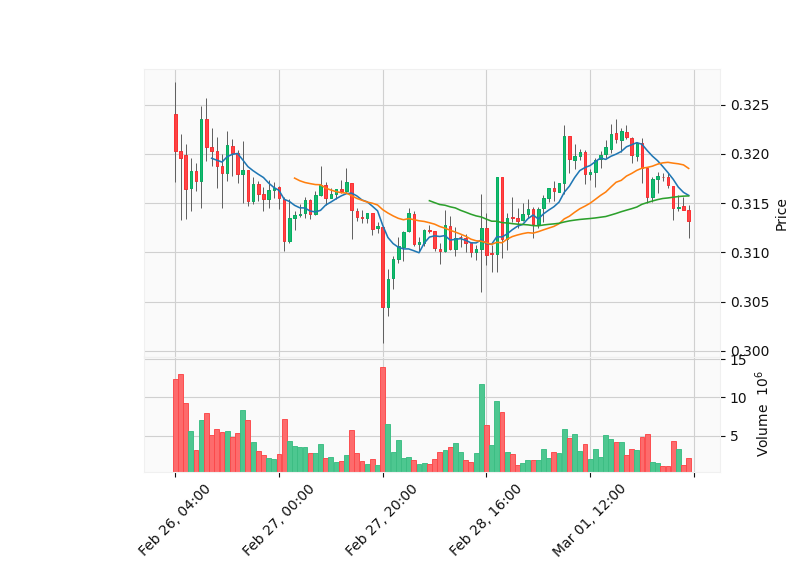 0.325
0.320
0.315
0.310
0.305
0.300
Price
15
10
5
Volume 10^6
Feb 26, 04:00
Feb 27, 00:00
Feb 27, 20:00
Feb 28, 16:00
Mar 01, 12:00